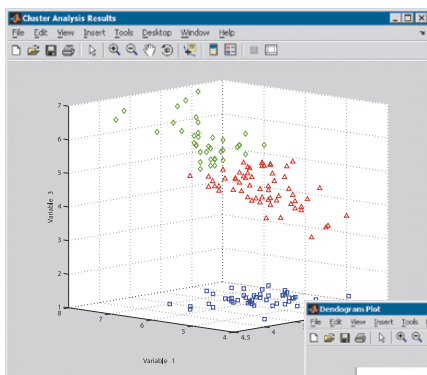 Cluster Analysis Results
File Edit View Insert Tools Desktop Window Help
7
6
5
4
3
2
1
Variable 3
8
7
6
5
4
4.5
4
Variable 1
Dendogram Plot
File Edit View Insert Tools